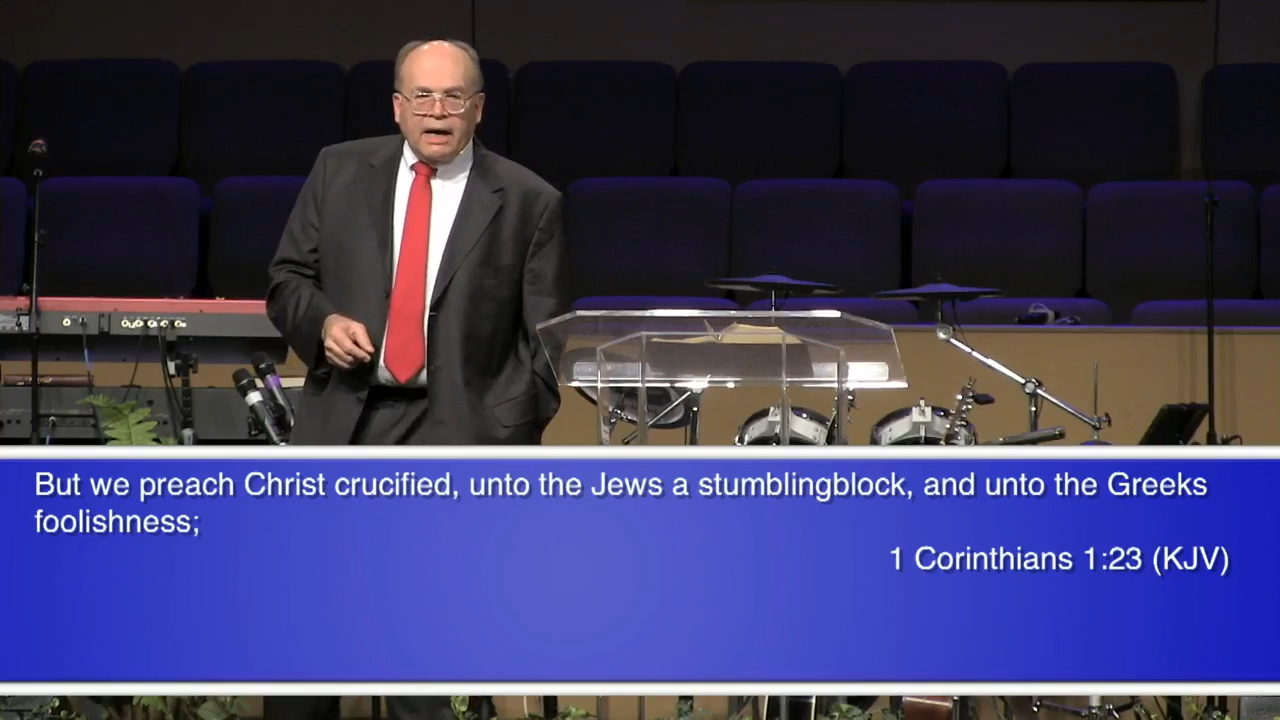 But we preach Christ crucified, unto the Jews a stumblingblock, and unto the Greeks
foolishness;
1 Corinthians 1:23 (KJV)